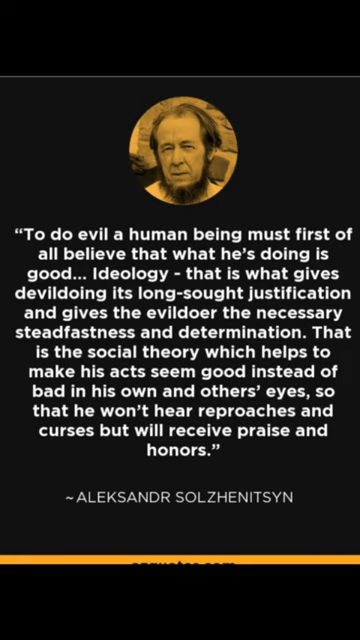 “To do evil a human being must first of
all believe that what he’s doing is
good... Ideology - that is what gives
devildoing its long-sought justification
and gives the evildoer the necessary
steadfastness and determination. That
is the social theory which helps to
make his acts seem good instead of
bad in his own and others’ eyes, so
that he won’t hear reproaches and
curses but will receive praise and
honors.”
~ ALEKSANDR SOLZHENITSYN